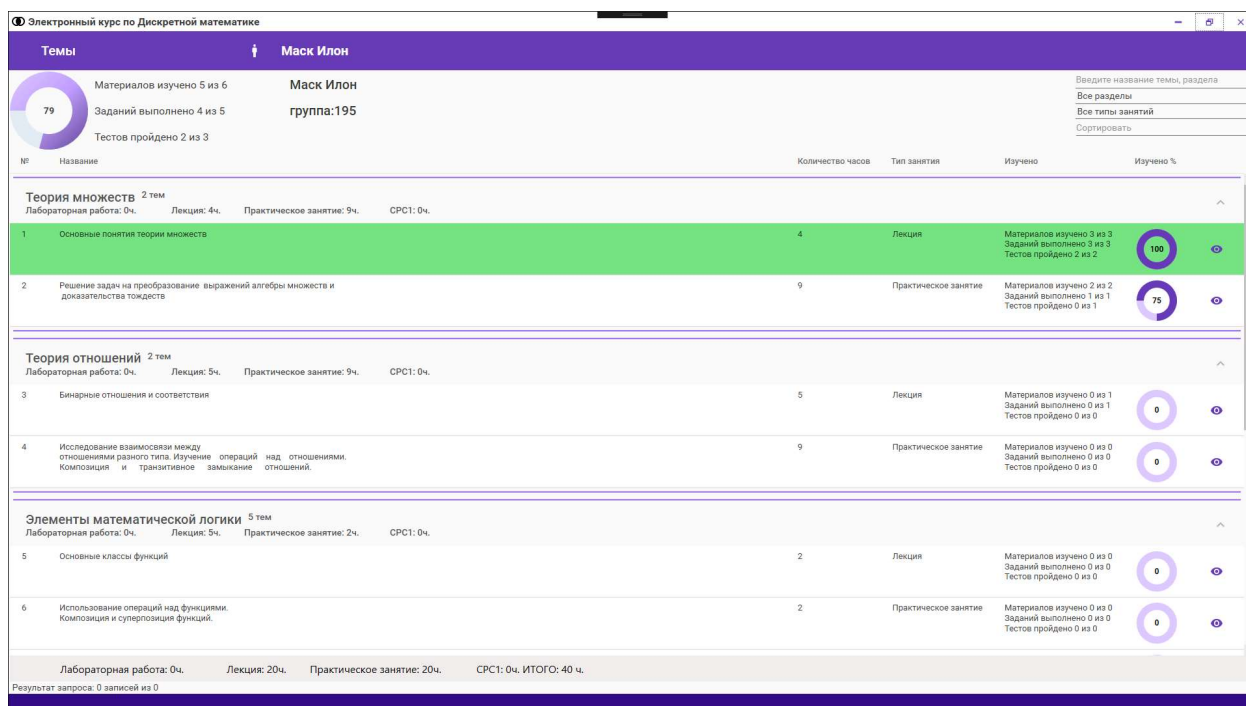 Электронный курс по Дискретной математике
Темы Маск Илон
79
Материалов изучено 5 из 6
Заданий выполнено 4 из 5
Тестов пройдено 2 из 3
Маск Илон
группа:195
Введите название темы, раздела
Все разделы
Все типы занятий
Сортировать
№ Название Количество часов Тип занятия Изучено Изучено %
Теория множеств 2 тем
Лабораторная работа: 0ч. Лекция: 4ч. Практическое занятие: 9ч. СРС1: 0ч.
1 Основные понятия теории множеств 4 Лекция Материалов изучено 3 из 3
Заданий выполнено 3 из 3
Тестов пройдено 2 из 2
100
2 Решение задач на преобразование выражений алгебры множеств и 9 Практическое занятие Материалов изучено 2 из 2
доказательства тождеств Заданий выполнено 1 из 1
Тестов пройдено 0 из 1
75
Теория отношений 2 тем
Лабораторная работа: 0ч. Лекция: 5ч. Практическое занятие: 9ч. СРС1: 0ч.
3 Бинарные отношения и соответствия 5 Лекция Материалов изучено 0 из 1
Заданий выполнено 0 из 1
Тестов пройдено 0 из 0
0
4 Исследование взаимосвязи между 9 Практическое занятие Материалов изучено 0 из 0
отношениями разного типа. Изучение операций над отношениями. Заданий выполнено 0 из 0
Композиция и транзитивное замыкание отношений. Тестов пройдено 0 из 0
0
Элементы математической логики 5 тем
Лабораторная работа: 0ч. Лекция: 5ч. Практическое занятие: 2ч. СРС1: 0ч.
5 Основные классы функций 2 Лекция Материалов изучено 0 из 0
Заданий выполнено 0 из 0
Тестов пройдено 0 из 0
0
6 Использование операций над функциями. 2 Практическое занятие Материалов изучено 0 из 0
Композиция и суперпозиция функций. Заданий выполнено 0 из 0
Тестов пройдено 0 из 0
0
Лабораторная работа: 0ч. Лекция: 20ч. Практическое занятие: 20ч. СРС1: 0ч. ИТОГО: 40 ч.
Результат запроса: 0 записей из 0